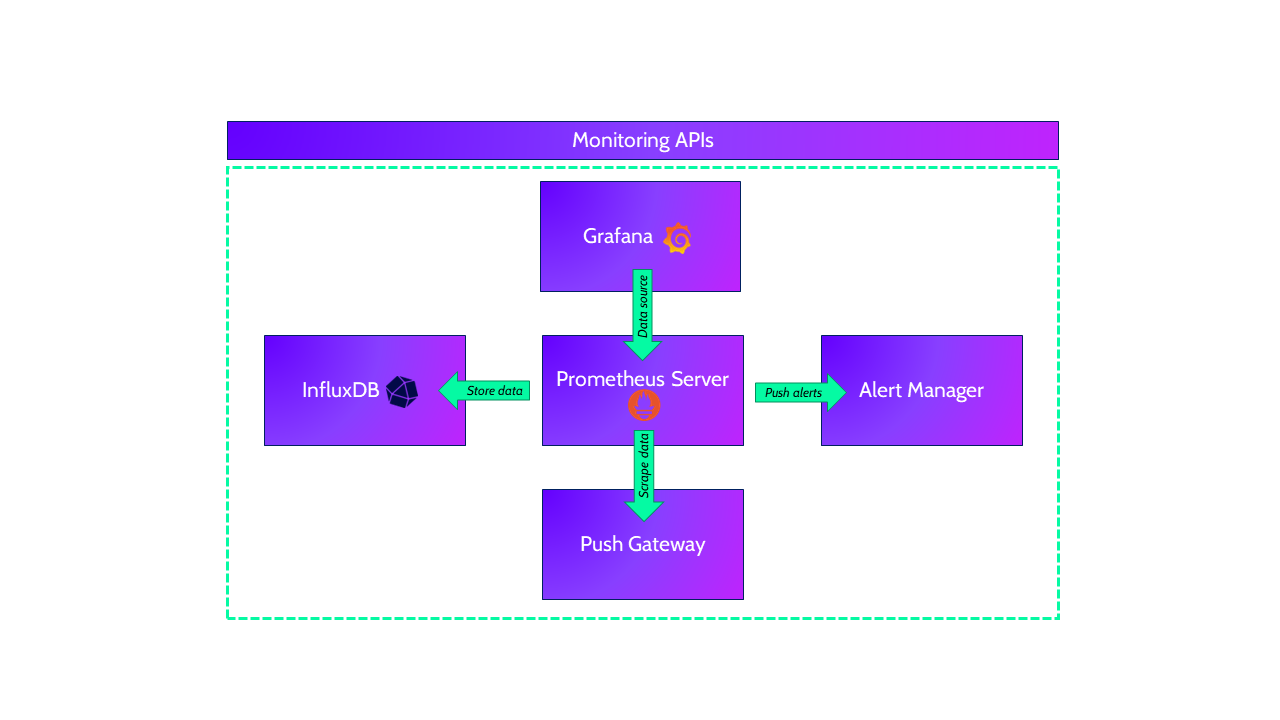 Monitoring APIs
Grafana
Data source
InfluxDB
Store data
Prometheus Server
Push alerts
Alert Manager
Scrape data
Push Gateway